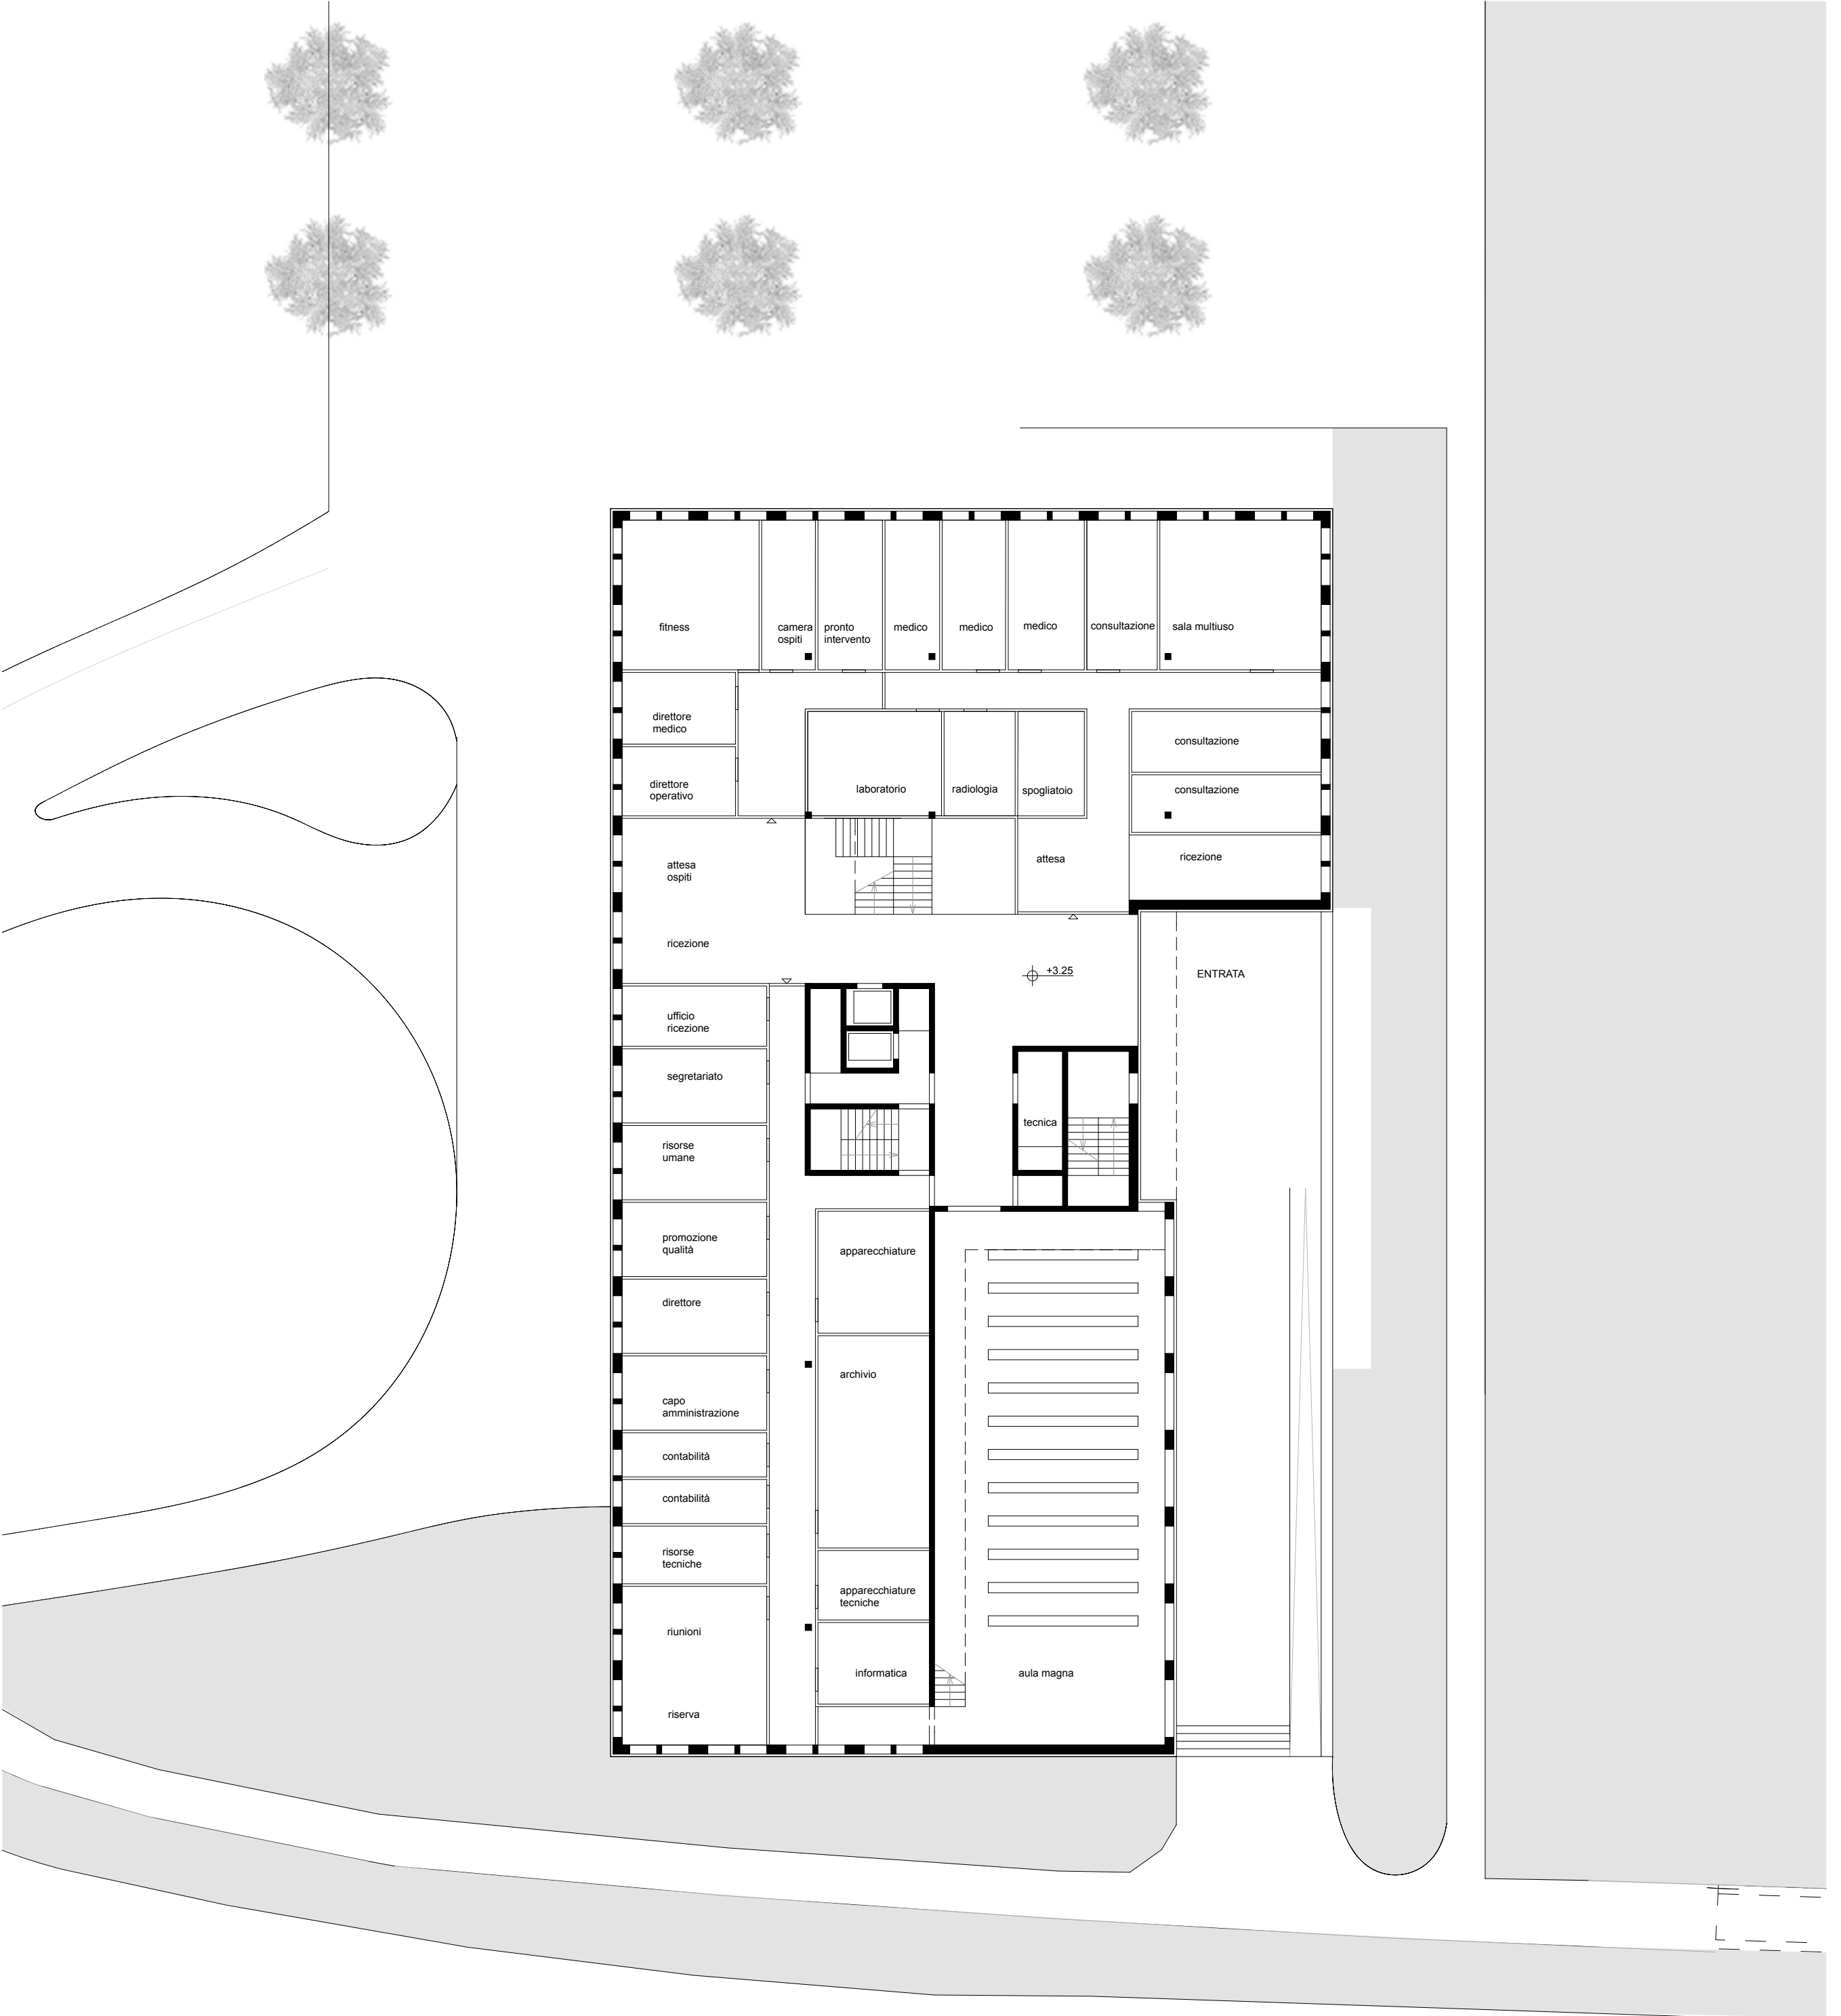 fitness
camera
ospiti
pronto
intervento
medico
medico
medico
consultazione
sala multiuso
direttore
medico
direttore
operativo
laboratorio
radiologia
spogliatoio
consultazione
consultazione
attesa
ospiti
attesa
ricezione
ricezione
+3.25
ENTRATA
ufficio
ricezione
segretariato
tecnica
risorse
umane
promozione
qualità
apparecchiature
direttore
archivio
capo
amministrazione
contabilità
contabilità
risorse
tecniche
apparecchiature
tecniche
riunioni
informatica
aula magna
riserva